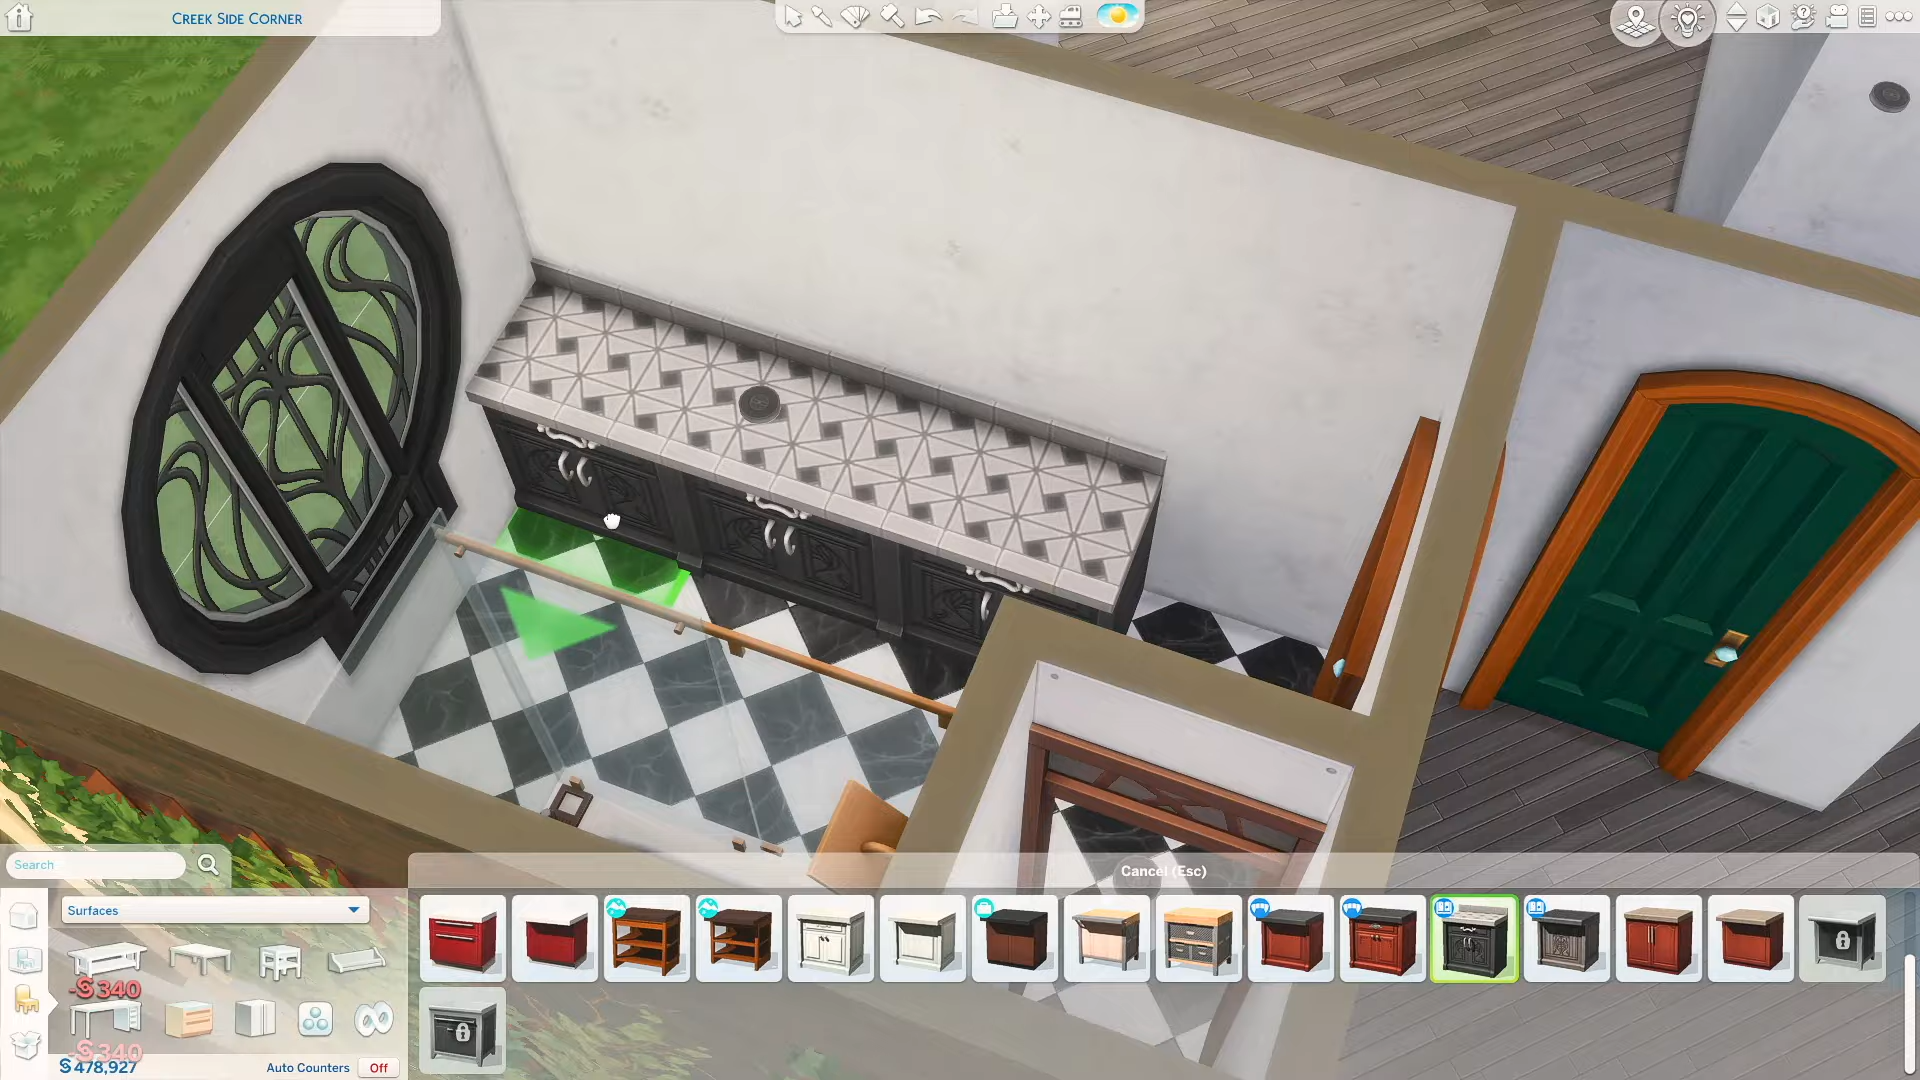 CREEK SIDE CORNER
Cancel (Esc)
Search
Surfaces
-§340
-§340
§478,927
Auto Counters Off